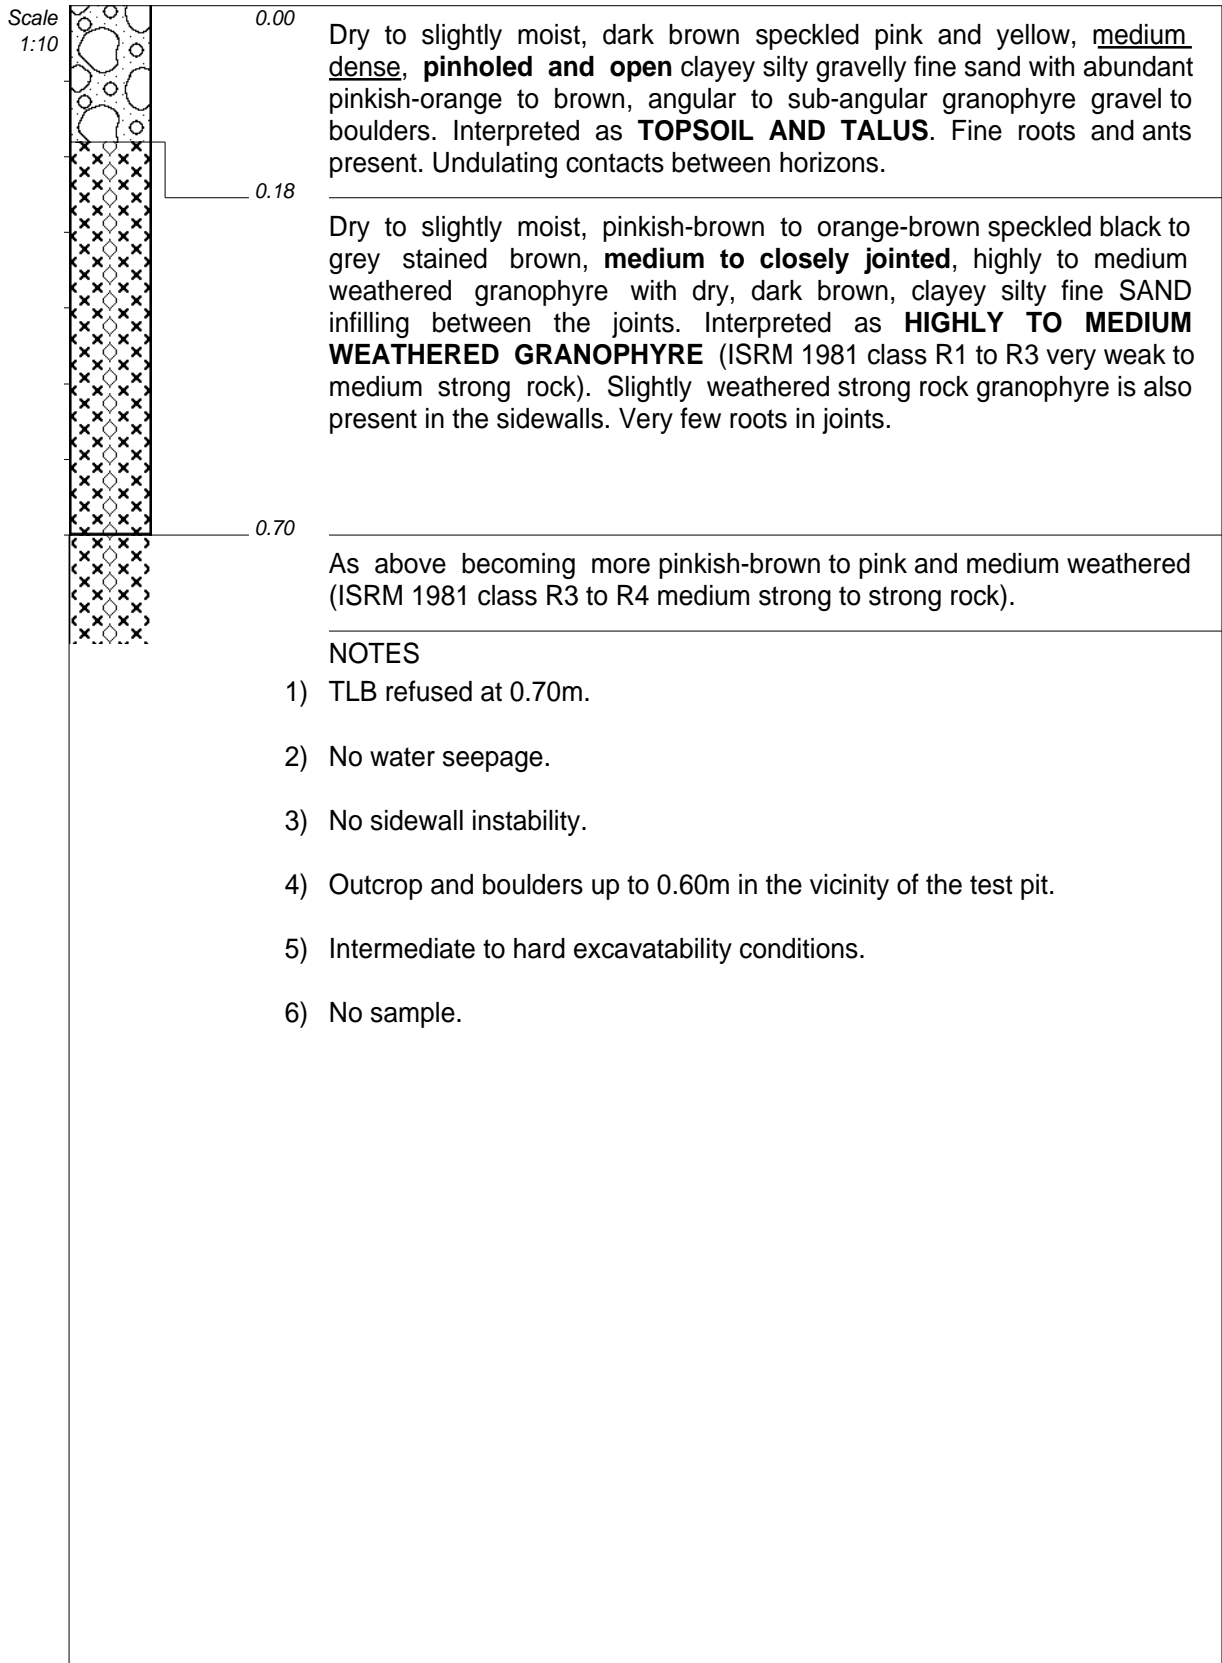 Scale
1:10
0.00
Dry to slightly moist, dark brown speckled pink and yellow, medium
dense, pinholed and open clayey silty gravelly fine sand with abundant
pinkish-orange to brown, angular to sub-angular granophyre gravel to
boulders. Interpreted as TOPSOIL AND TALUS. Fine roots and ants
present. Undulating contacts between horizons.
0.18
Dry to slightly moist, pinkish-brown to orange-brown speckled black to
grey stained brown, medium to closely jointed, highly to medium
weathered granophyre with dry, dark brown, clayey silty fine SAND
infilling between the joints. Interpreted as HIGHLY TO MEDIUM
WEATHERED GRANOPHYRE (ISRM 1981 class R1 to R3 very weak to
medium strong rock). Slightly weathered strong rock granophyre is also
present in the sidewalls. Very few roots in joints.
0.70
As above becoming more pinkish-brown to pink and medium weathered
(ISRM 1981 class R3 to R4 medium strong to strong rock).
NOTES
1) TLB refused at 0.70m.
2) No water seepage.
3) No sidewall instability.
4) Outcrop and boulders up to 0.60m in the vicinity of the test pit.
5) Intermediate to hard excavatability conditions.
6) No sample.